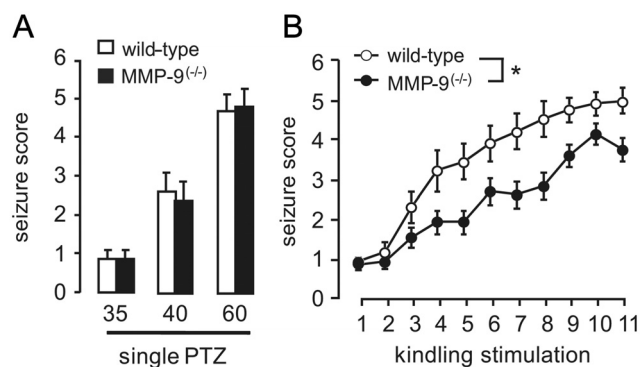 A
wild-type
MMP-9(-/-)
seizure score
6
5
4
3
2
1
0
35 40 60
single PTZ
B
wild-type
MMP-9(-/-)
*
seizure score
6
5
4
3
2
1
0
1 2 3 4 5 6 7 8 9 10 11
kindling stimulation